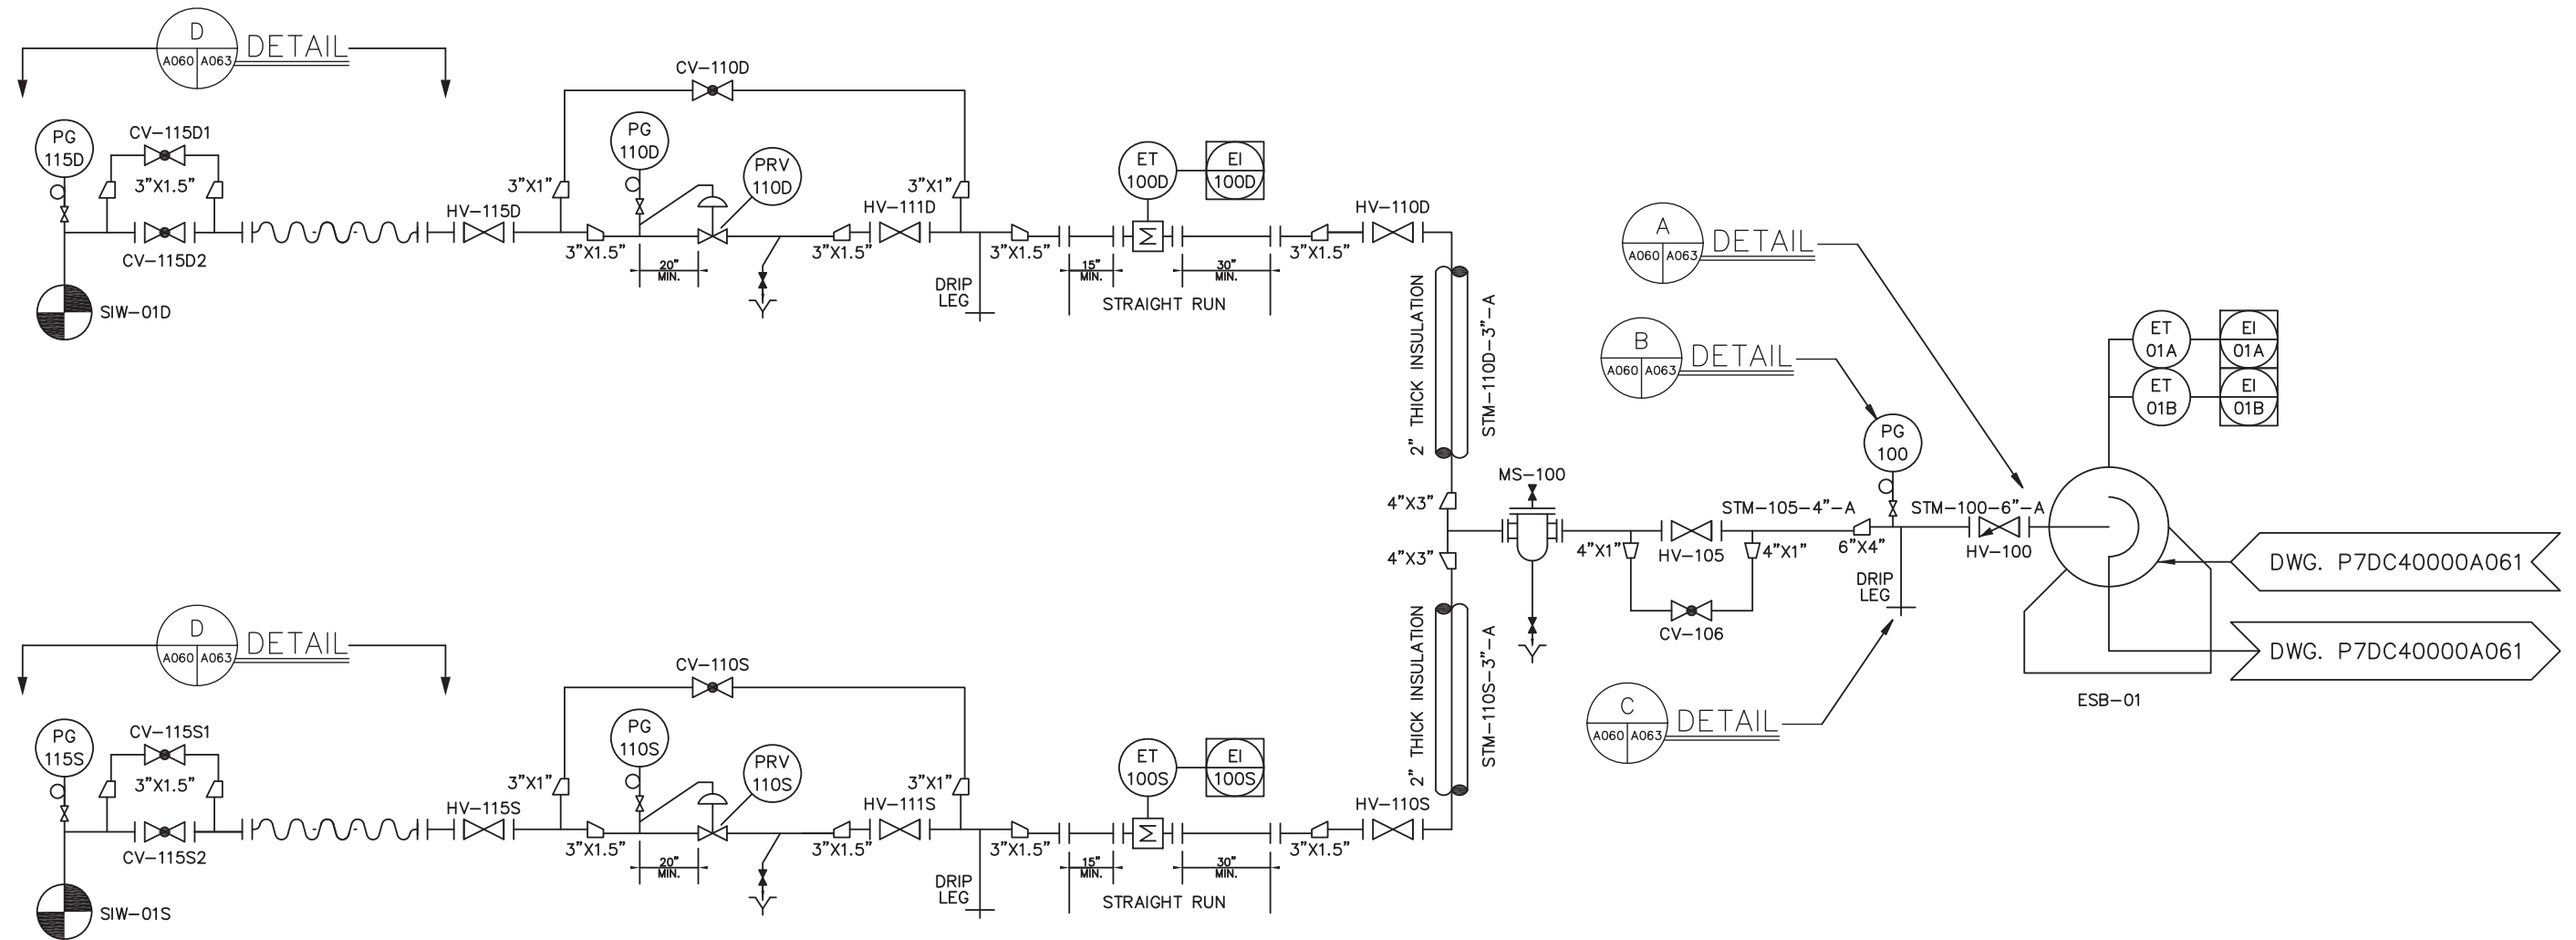 D
A060 A063
DETAIL
CV-110D
PG
115D
CV-115D1
3"X1.5"
CV-115D2
SIW-01D
HV-115D
3"X1"
3"X1.5"
PG
110D
PRV
110D
20"
MIN.
3"X1.5"
HV-111D
3"X1"
DRIP
LEG
3"X1.5"
ET
100D
EI
100D
15"
MIN.
30"
MIN.
STRAIGHT RUN
3"X1.5"
HV-110D
2" THICK INSULATION
STM-110D-3"-A
A
A060 A063
DETAIL
B
A060 A063
DETAIL
ET
01A
EI
01A
ET
01B
EI
01B
PG
100
4"X3"
4"X3"
MS-100
4"X1"
HV-105
4"X1"
CV-106
STM-105-4"-A
6"X4"
STM-100-6"-A
HV-100
DRIP
LEG
DWG. P7DC40000A061
DWG. P7DC40000A061
ESB-01
C
A060 A063
DETAIL
D
A060 A063
DETAIL
CV-110S
PG
115S
CV-115S1
3"X1.5"
CV-115S2
SIW-01S
HV-115S
3"X1"
3"X1.5"
PG
110S
PRV
110S
20"
MIN.
3"X1.5"
HV-111S
3"X1"
DRIP
LEG
3"X1.5"
ET
100S
EI
100S
15"
MIN.
30"
MIN.
STRAIGHT RUN
3"X1.5"
HV-110S
2" THICK INSULATION
STM-110S-3"-A